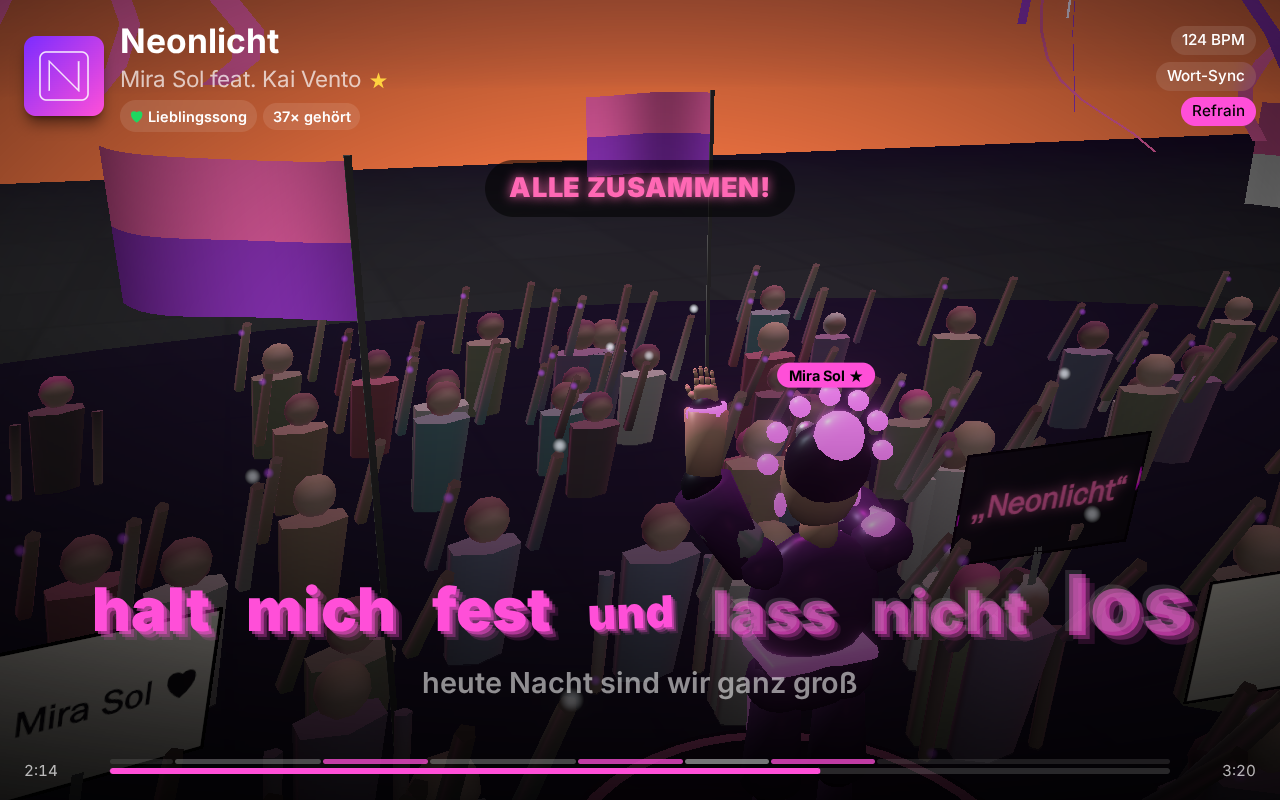 N
Neonlicht
Mira Sol feat. Kai Vento ★
Lieblingssong
37× gehört
124 BPM
Wort-Sync
Refrain
ALLE ZUSAMMEN!
Mira Sol ★
„Neonlicht“
halt mich fest und lass nicht los
heute Nacht sind wir ganz groß
Mira Sol ♥
2:14
3:20